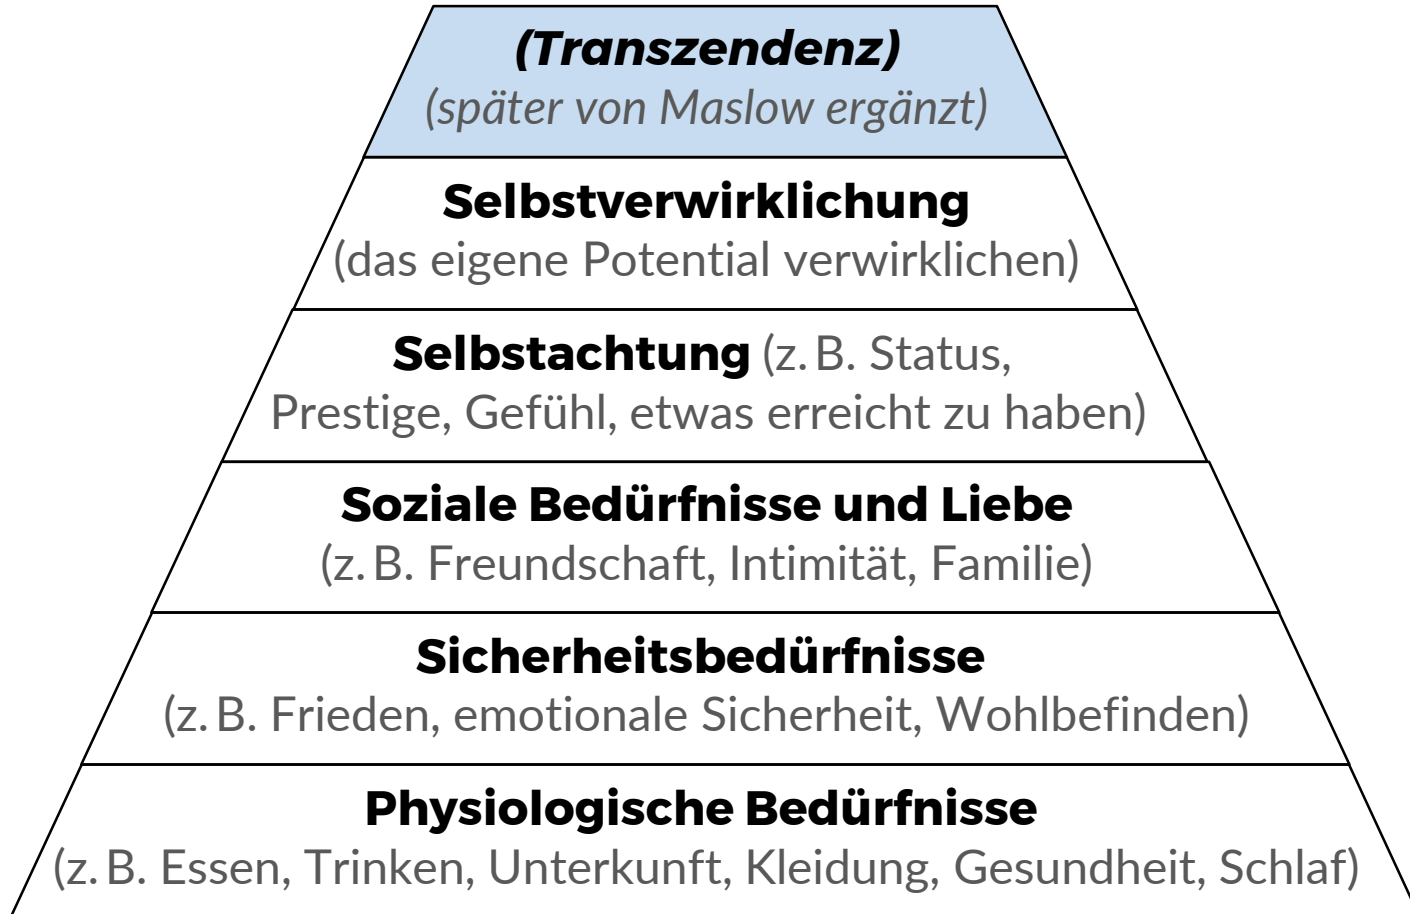 (Transzendenz)
(später von Maslow ergänzt)
Selbstverwirklichung
(das eigene Potential verwirklichen)
Selbstachtung (z. B. Status,
Prestige, Gefühl, etwas erreicht zu haben)
Soziale Bedürfnisse und Liebe
(z. B. Freundschaft, Intimität, Familie)
Sicherheitsbedürfnisse
(z. B. Frieden, emotionale Sicherheit, Wohlbefinden)
Physiologische Bedürfnisse
(z. B. Essen, Trinken, Unterkunft, Kleidung, Gesundheit, Schlaf)